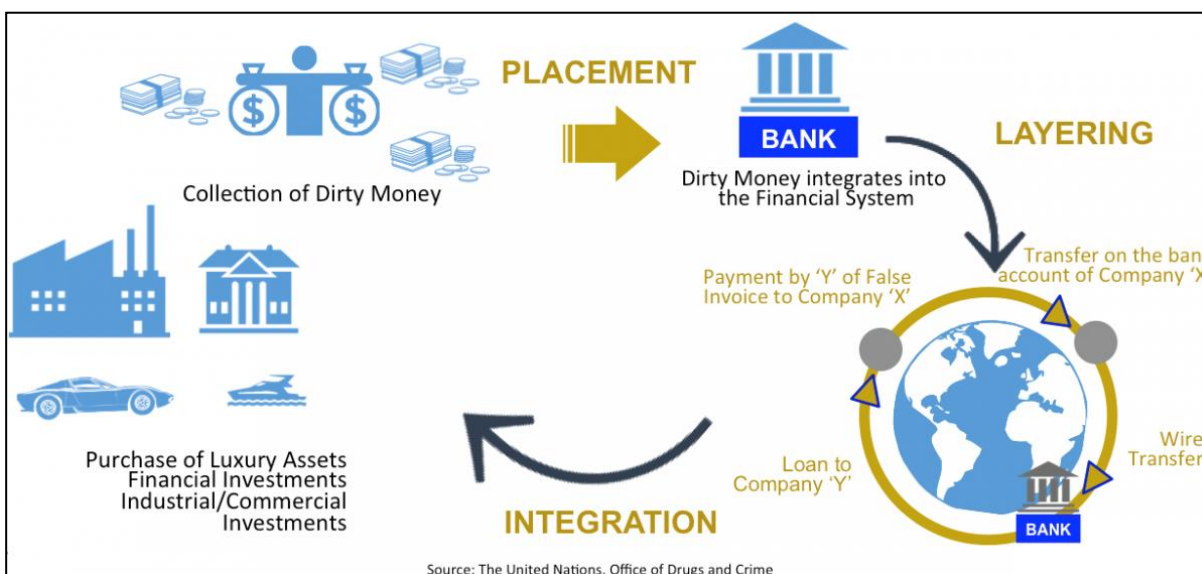 PLACEMENT
BANK
LAYERING
Collection of Dirty Money
Dirty Money integrates into
the Financial System
Transfer on the ban
account of Company ‘X
Payment by ‘Y’ of False
Invoice to Company ‘X’
Wire
Transfer
Loan to
Company ‘Y’
BANK
Purchase of Luxury Assets
Financial Investments
Industrial/Commercial
Investments
INTEGRATION
Source: The United Nations, Office of Drugs and Crime